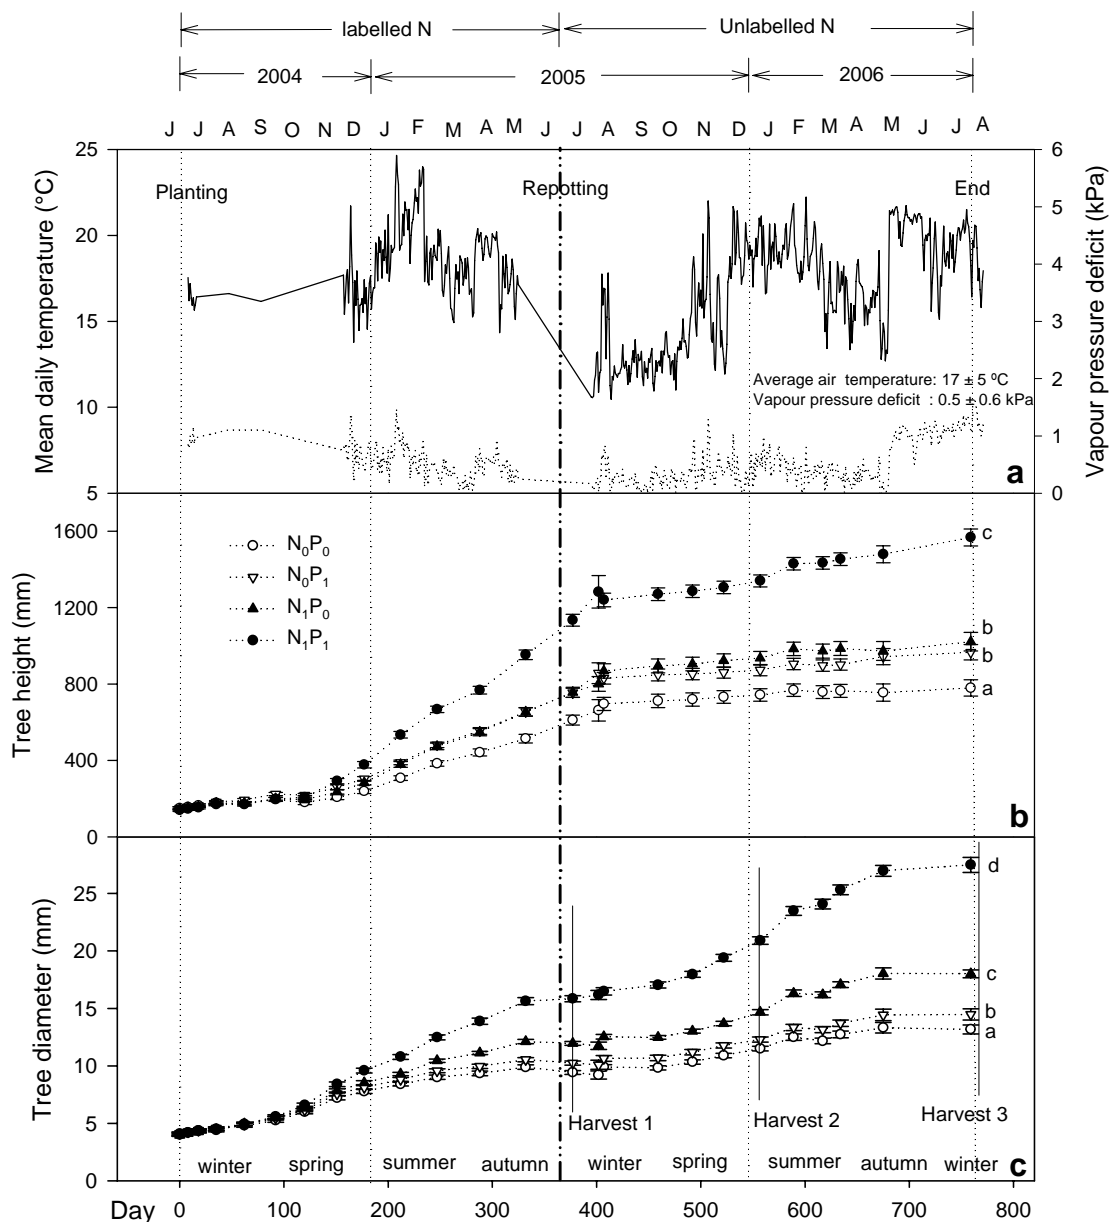 labelled N Unlabelled N
2004 2005 2006
J J A S O N D J F M A M J J A S O N D J F M A M J J A
25 6
Planting Repotting End
20 5
4
15 3
Average air temperature: 17 ± 5 ºC
Vapour pressure deficit : 0.5 ± 0.6 kPa
10 2
1
5 0
a
Mean daily temperature (°C)
Vapour pressure deficit (kPa)
1600 c
N0P0
N0P1
N1P0
N1P1
1200
b
b
800 a
400
0
b
Tree height (mm)
25 d
20
c
15 b
a
10
5
0
Harvest 1 Harvest 2 Harvest 3
winter spring summer autumn winter spring summer autumn winter
c
Tree diameter (mm)
Day 0 100 200 300 400 500 600 700 800